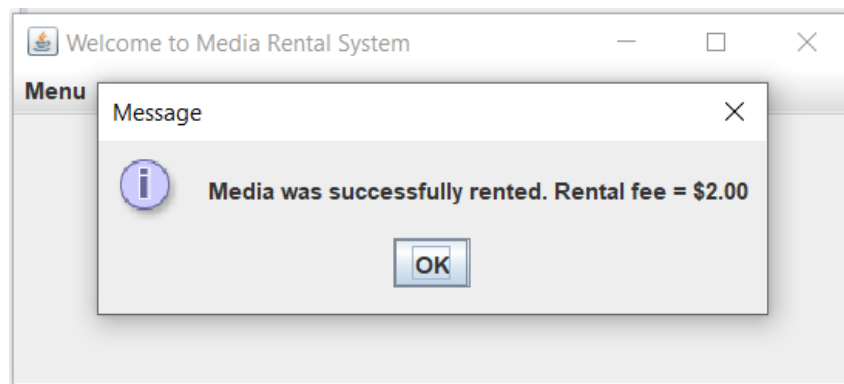 Welcome to Media Rental System
Menu
Message
Media was successfully rented. Rental fee = $2.00
OK